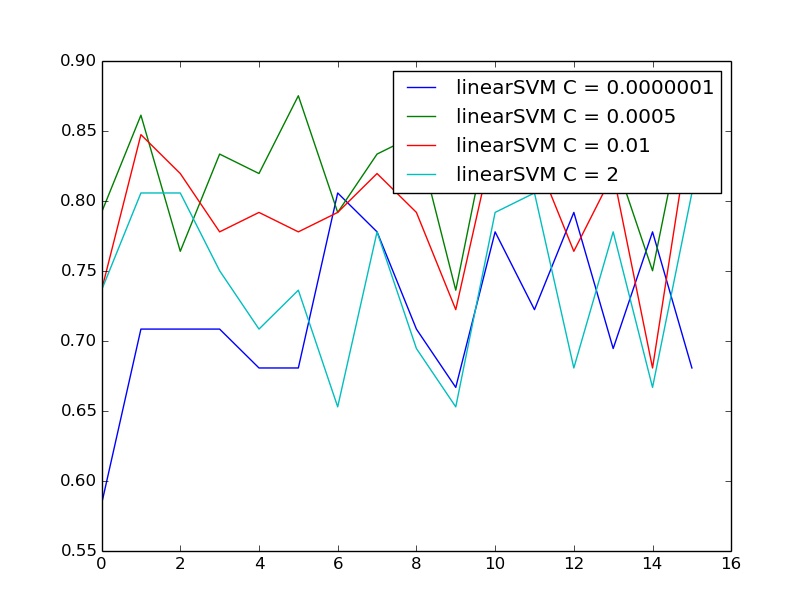 0.90
0.85
0.80
0.75
0.70
0.65
0.60
0.55
linearSVM C = 0.0000001
linearSVM C = 0.0005
linearSVM C = 0.01
linearSVM C = 2
0 2 4 6 8 10 12 14 16